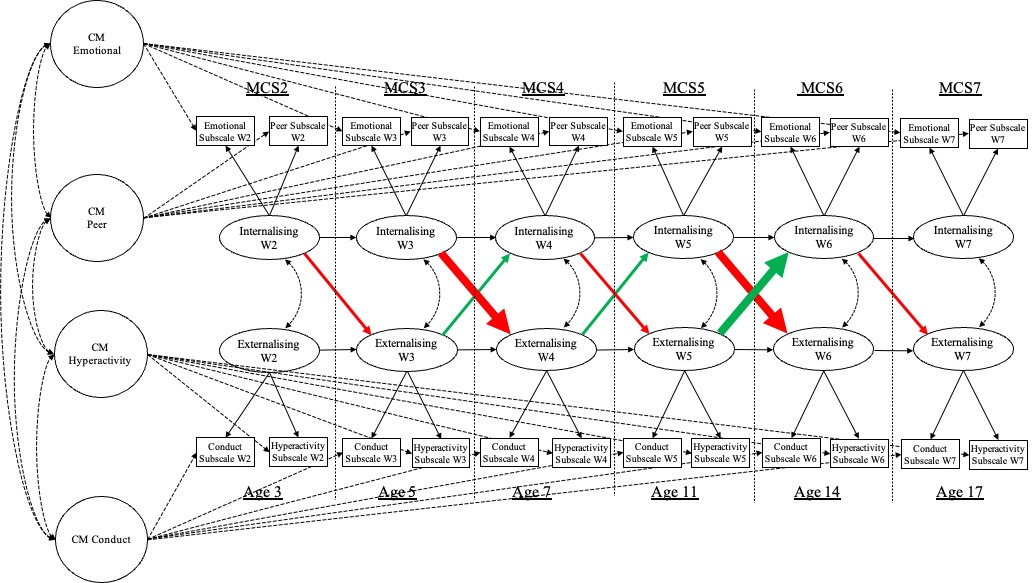 CM
Emotional
MCS2
MCS3
MCS4
MCS5
MCS6
MCS7
Emotional
Subscale W2
Peer Subscale
W2
Emotional
Subscale W3
Peer Subscale
W3
Emotional
Subscale W4
Peer Subscale
W4
Emotional
Subscale W5
Peer Subscale
W5
Emotional
Subscale W6
Peer Subscale
W6
Emotional
Subscale W7
Peer Subscale
W7
CM
Peer
Internalising
W2
Internalising
W3
Internalising
W4
Internalising
W5
Internalising
W6
Internalising
W7
CM
Hyperactivity
Externalising
W2
Externalising
W3
Externalising
W4
Externalising
W5
Externalising
W6
Externalising
W7
Conduct
Subscale W2
Hyperactivity
Subscale W2
Conduct
Subscale W3
Hyperactivity
Subscale W3
Conduct
Subscale W4
Hyperactivity
Subscale W4
Conduct
Subscale W5
Hyperactivity
Subscale W5
Conduct
Subscale W6
Hyperactivity
Subscale W6
Conduct
Subscale W7
Hyperactivity
Subscale W7
Age 3
Age 5
Age 7
Age 11
Age 14
Age 17
CM Conduct